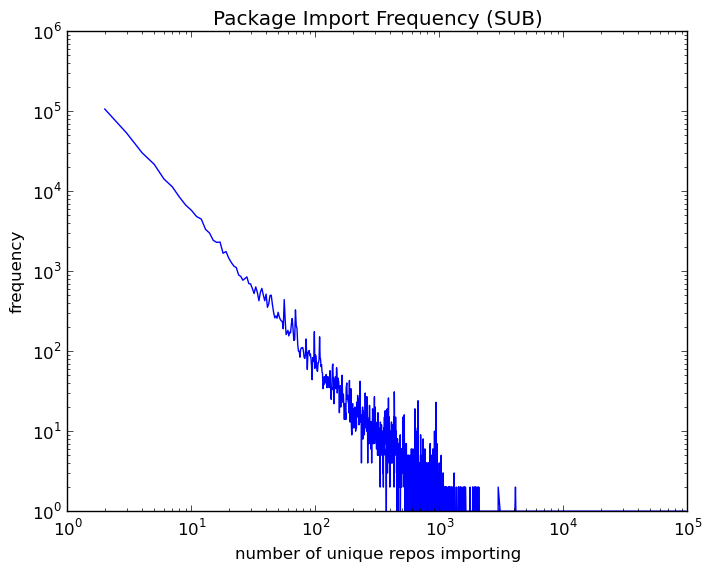 Package Import Frequency (SUB)
10^6
10^5
10^4
10^3
10^2
10^1
10^0
frequency
10^0 10^1 10^2 10^3 10^4 10^5
number of unique repos importing